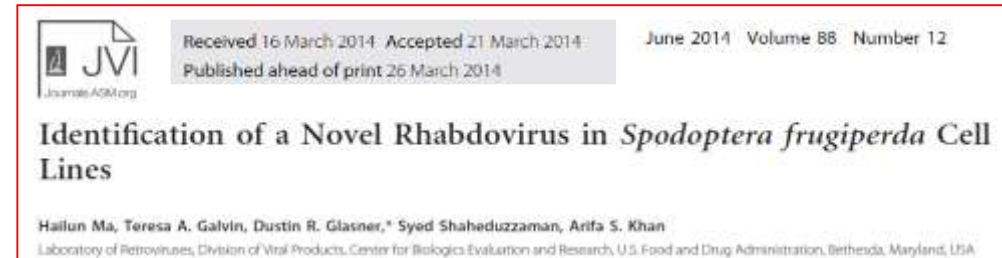 JVI
Journals.ASM.org
Received 16 March 2014 Accepted 21 March 2014
Published ahead of print 26 March 2014
June 2014 Volume 88 Number 12
Identification of a Novel Rhabdovirus in Spodoptera frugiperda Cell
Lines
Hailun Ma, Teresa A. Galvin, Dustin R. Glasner,* Syed Shaheduzzaman, Arifa S. Khan
Laboratory of Retroviruses, Division of Viral Products, Center for Biologics Evaluation and Research, U.S. Food and Drug Administration, Bethesda, Maryland, USA